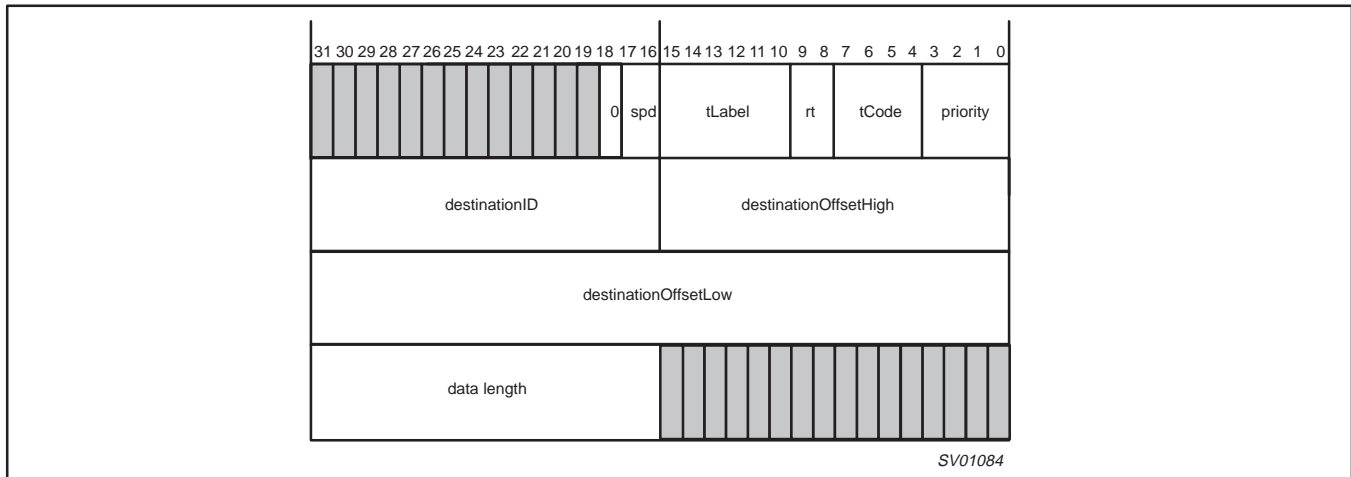 31 30 29 28 27 26 25 24 23 22 21 20 19 18 17 16 15 14 13 12 11 10 9 8 7 6 5 4 3 2 1 0
0 spd tLabel rt tCode priority
destinationID destinationOffsetHigh
destinationOffsetLow
data length
SV01084